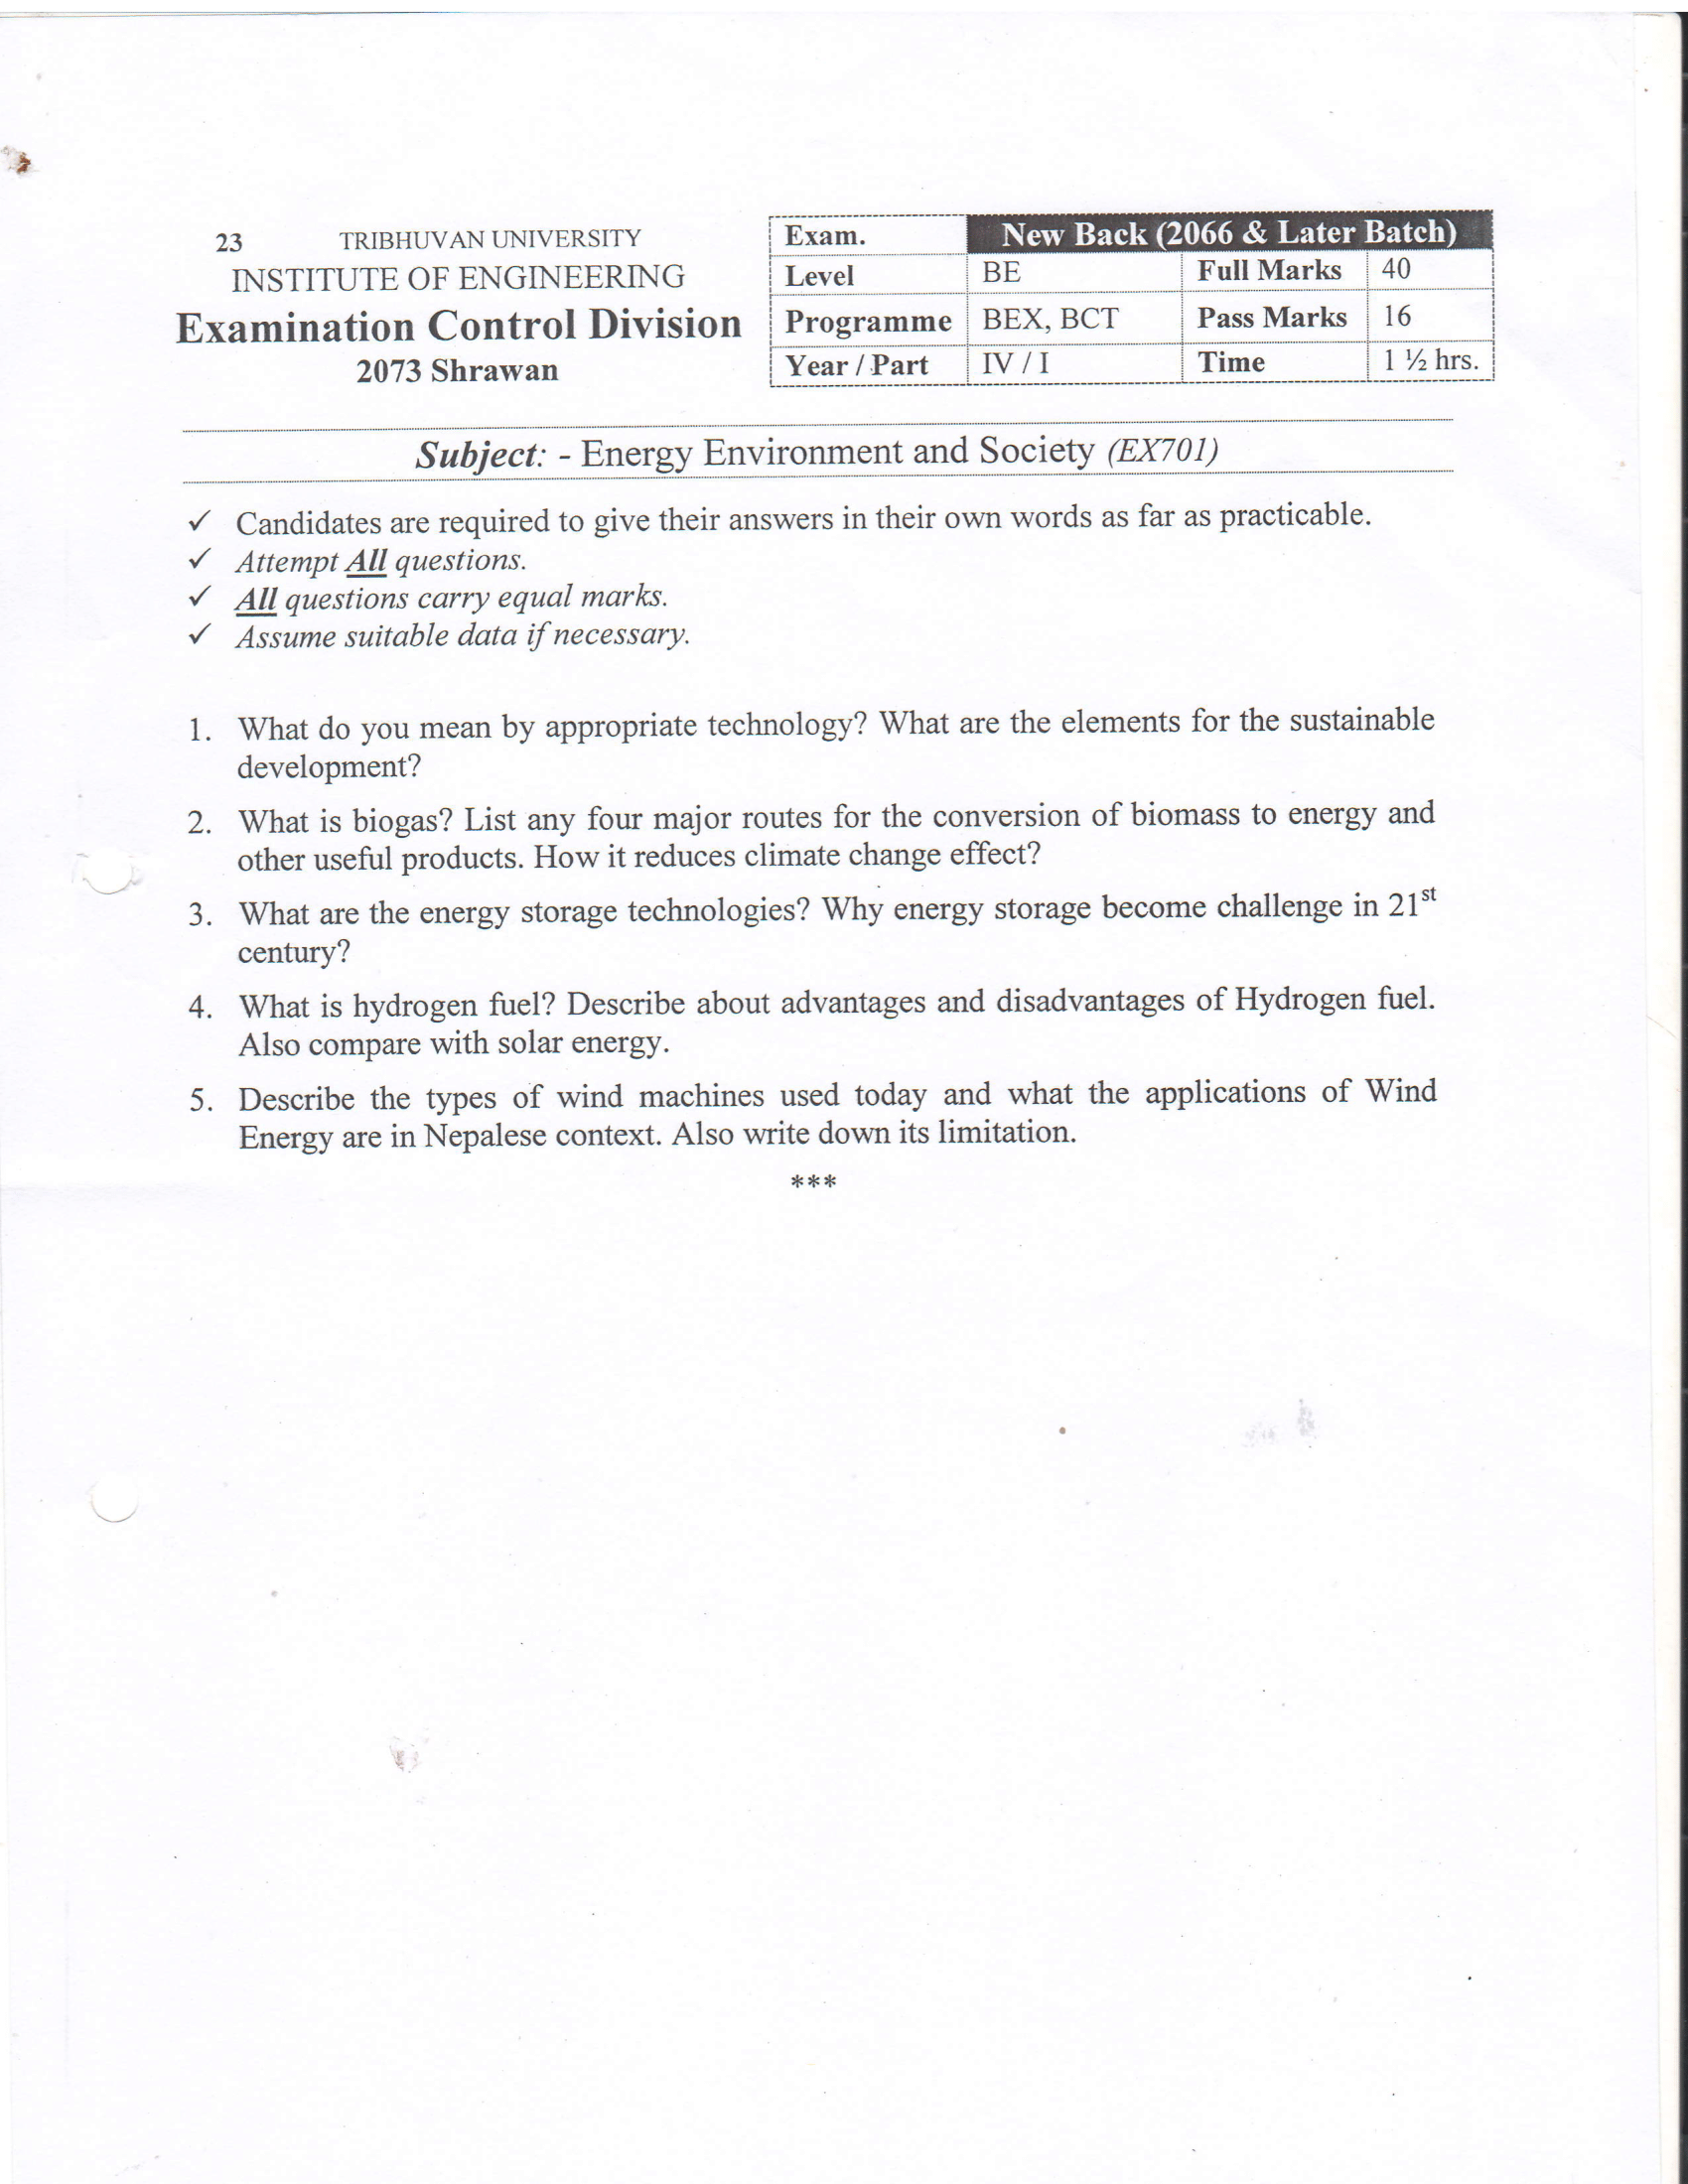 23 TRIBHUVAN UNIVERSITY
INSTITUTE OF ENGINEERING
Examination Control Division
2073 Shrawan
Exam. New Back (2066 & Later Batch)
Level BE Full Marks 40
Programme BEX, BCT Pass Marks 16
Year / Part IV / I Time 1 ½ hrs.
Subject: - Energy Environment and Society (EX701)
✓ Candidates are required to give their answers in their own words as far as practicable.
✓ Attempt All questions.
✓ All questions carry equal marks.
✓ Assume suitable data if necessary.
1. What do you mean by appropriate technology? What are the elements for the sustainable
development?
2. What is biogas? List any four major routes for the conversion of biomass to energy and
other useful products. How it reduces climate change effect?
3. What are the energy storage technologies? Why energy storage become challenge in 21st
century?
4. What is hydrogen fuel? Describe about advantages and disadvantages of Hydrogen fuel.
Also compare with solar energy.
5. Describe the types of wind machines used today and what the applications of Wind
Energy are in Nepalese context. Also write down its limitation.
***